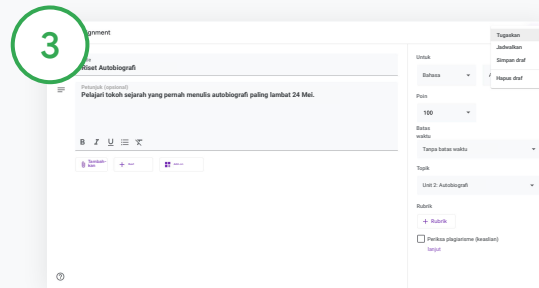 3
gnment
Tugaskan
Jadwalkan
Simpan draf
Hapus draf
Riset Autobiografi
Petunjuk (opsional)
Pelajari tokoh sejarah yang pernah menulis autobiografi paling lambat 24 Mei.
B I U
Tambah-
kan
Untuk
Bahasa
Poin
100
Batas
waktu
Tanpa batas waktu
Topik
Unit 2: Autobiografi
Rubrik
+ Rubrik
Periksa plagiarisme (keaslian)
lanjut